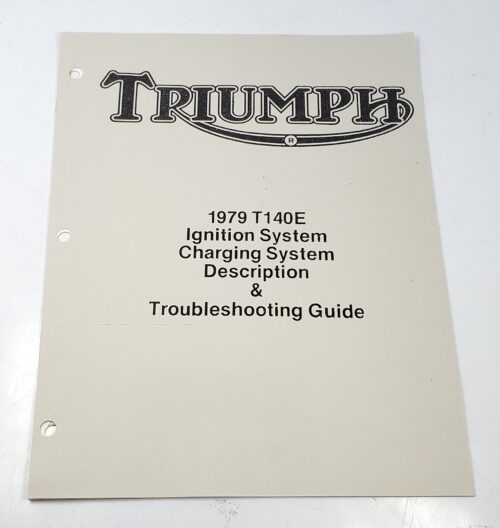 TRIUMPH
®
1979 T140E
Ignition System
Charging System
Description
&
Troubleshooting Guide